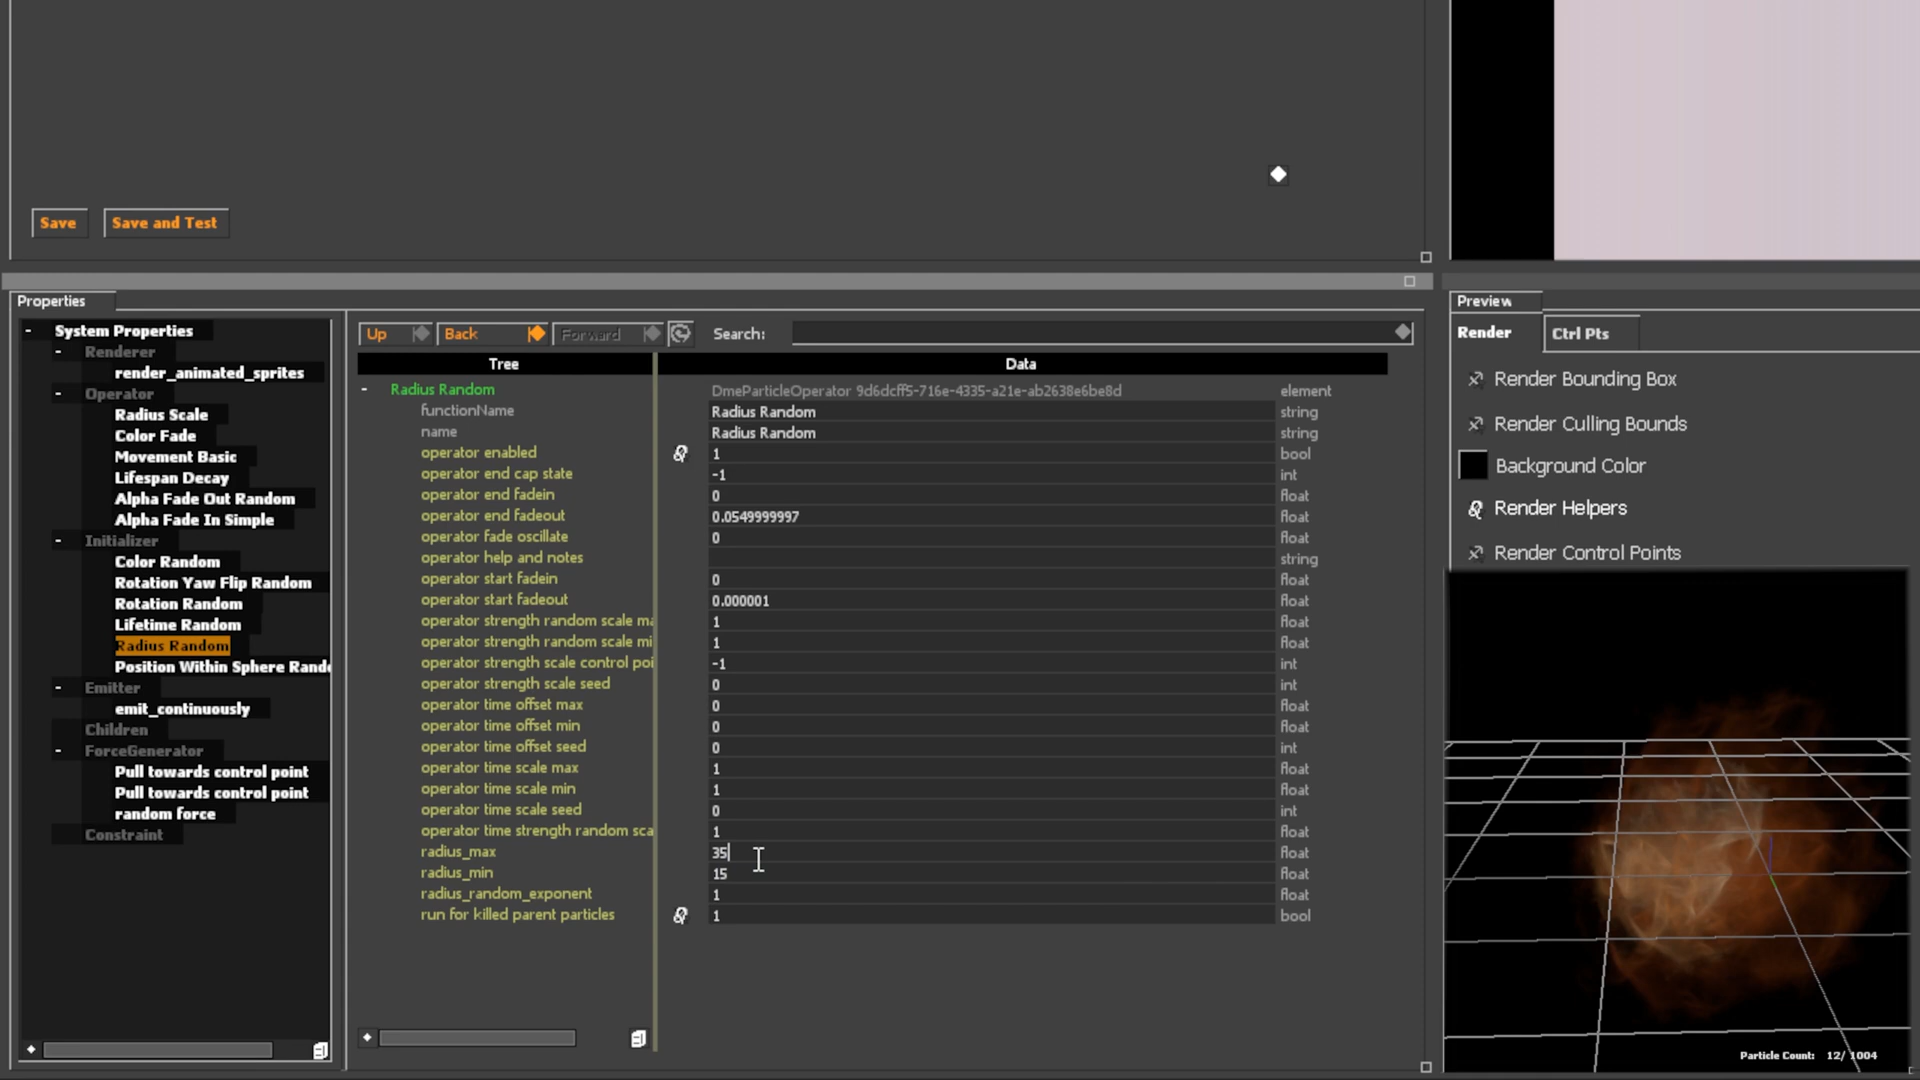 Save
Save and Test
Properties
System Properties
Renderer
render_animated_sprites
Operator
Radius Scale
Color Fade
Movement Basic
Lifespan Decay
Alpha Fade Out Random
Alpha Fade In Simple
Initializer
Color Random
Rotation Yaw Flip Random
Rotation Random
Lifetime Random
Radius Random
Position Within Sphere Rando
Emitter
emit_continuously
Children
ForceGenerator
Pull towards control point
Pull towards control point
random force
Constraint
Up Back Forward Search:
Tree Data
Radius Random DmeParticleOperator 9d6dcff5-716e-4335-a21e-ab2638e6be8d element
functionName Radius Random string
name Radius Random string
operator enabled 1 bool
operator end cap state -1 int
operator end fadein 0 float
operator end fadeout 0.0549999997 float
operator fade oscillate 0 float
operator help and notes string
operator start fadein 0 float
operator start fadeout 0.000001 float
operator strength random scale ma 1 float
operator strength random scale mi 1 float
operator strength scale control poi -1 int
operator strength scale seed 0 int
operator time offset max 0 float
operator time offset min 0 float
operator time offset seed 0 int
operator time scale max 1 float
operator time scale min 1 float
operator time scale seed 0 int
operator time strength random sca 1 float
radius_max 35 float
radius_min 15 float
radius_random_exponent 1 float
run for killed parent particles 1 bool
Preview
Render Ctrl Pts
Render Bounding Box
Render Culling Bounds
Background Color
Render Helpers
Render Control Points
Particle Count: 12/ 1004